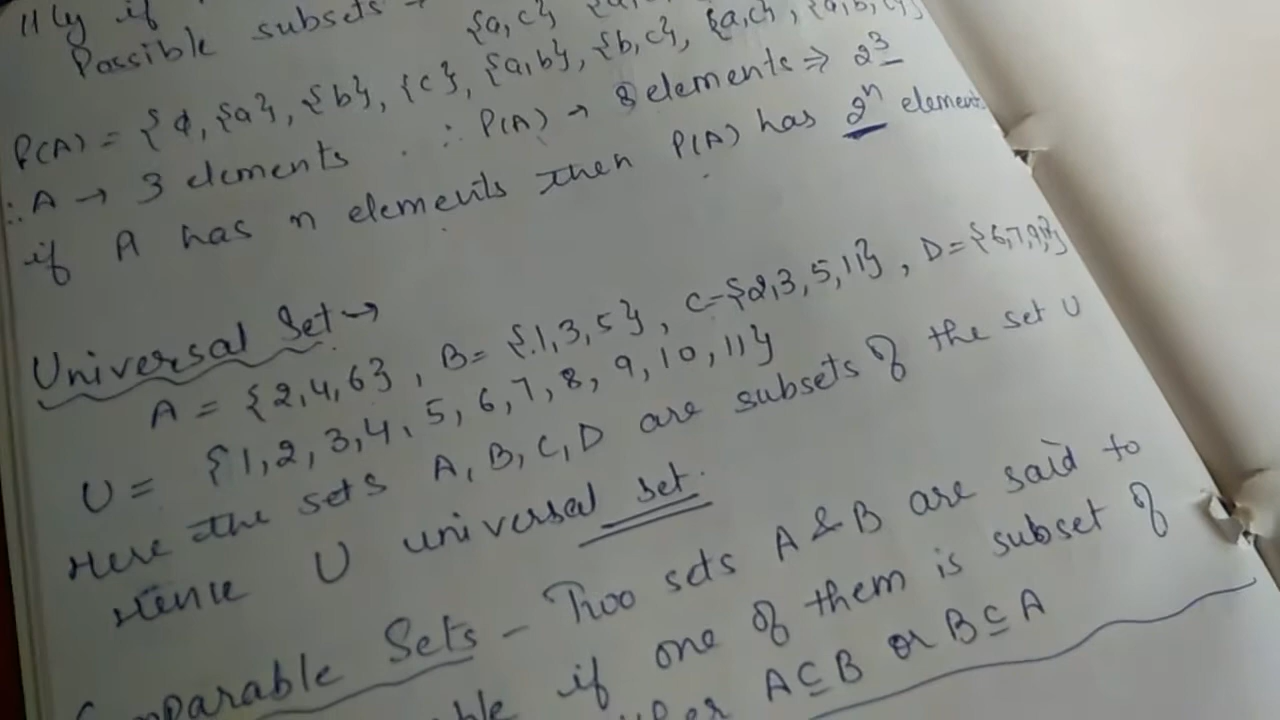 111ly if
Possible subsets → {a, c}
P(A) = {ϕ, {a}, {b}, {c}, {a,b}, {b,c}, {a,c}, {a,b,c}}
∴ A → 3 elements ∴ P(A) → 8 elements ⇒ 2³
if A has n elements then P(A) has 2ⁿ elements
Universal Set →
A = {2,4,6}, B = {1,3,5}, C = {2,3,5,11}, D = {6,7,9,
U = {1,2,3,4,5,6,7,8,9,10,11}
Here the sets A, B, C, D are subsets of the set U
Hence U universal set.
Comparable Sets - Two sets A & B are said to
if one of them is subset of
A⊆B or B⊆A